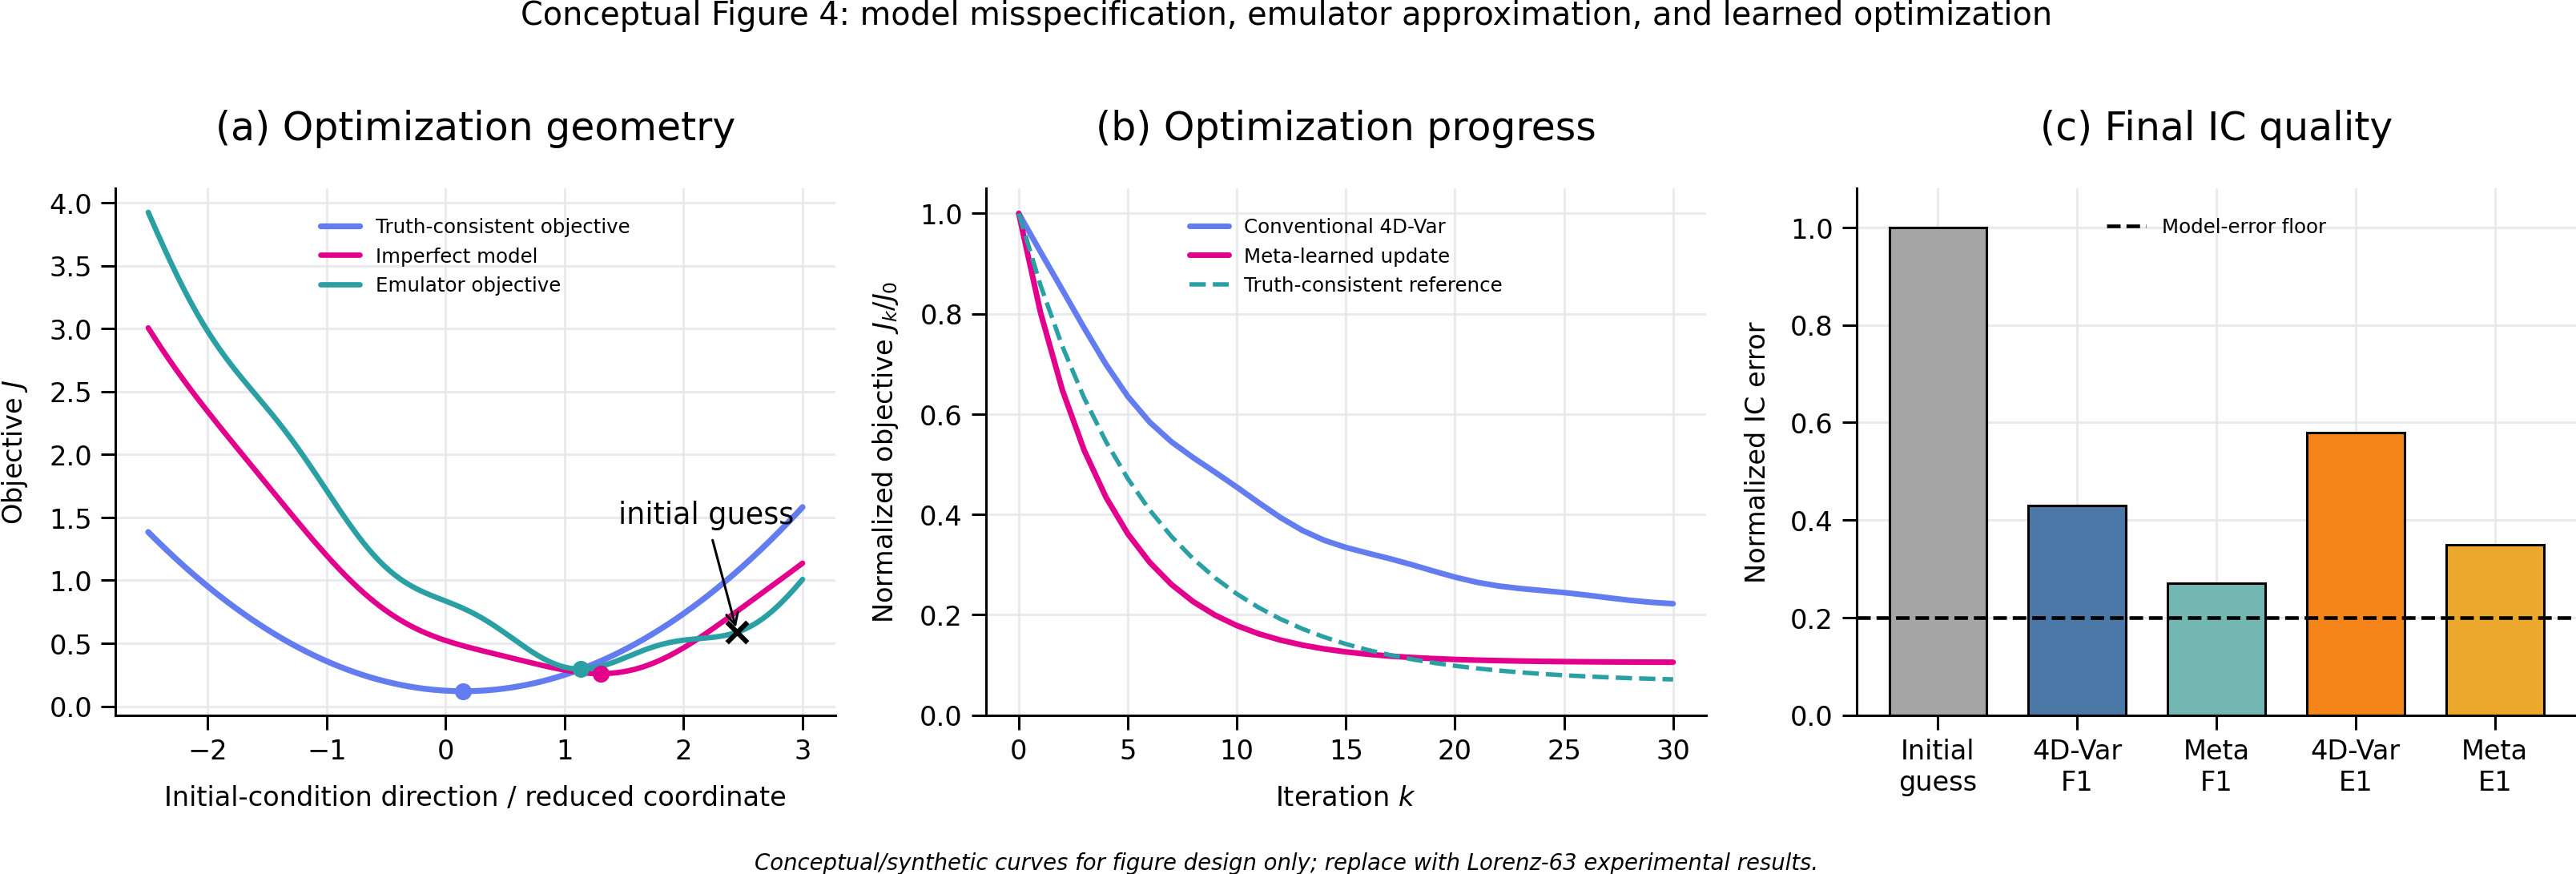 Conceptual Figure 4: model misspecification, emulator approximation, and learned optimization
(a) Optimization geometry
Objective J
4.0
3.5
3.0
2.5
2.0
1.5
1.0
0.5
0.0
Truth-consistent objective
Imperfect model
Emulator objective
initial guess
−2 −1 0 1 2 3
Initial-condition direction / reduced coordinate
(b) Optimization progress
Normalized objective Jk/J0
1.0
0.8
0.6
0.4
0.2
0.0
Conventional 4D-Var
Meta-learned update
Truth-consistent reference
0 5 10 15 20 25 30
Iteration k
(c) Final IC quality
Normalized IC error
1.0
0.8
0.6
0.4
0.2
0.0
Model-error floor
Initial guess
4D-Var F1
Meta F1
4D-Var E1
Meta E1
Conceptual/synthetic curves for figure design only; replace with Lorenz-63 experimental results.